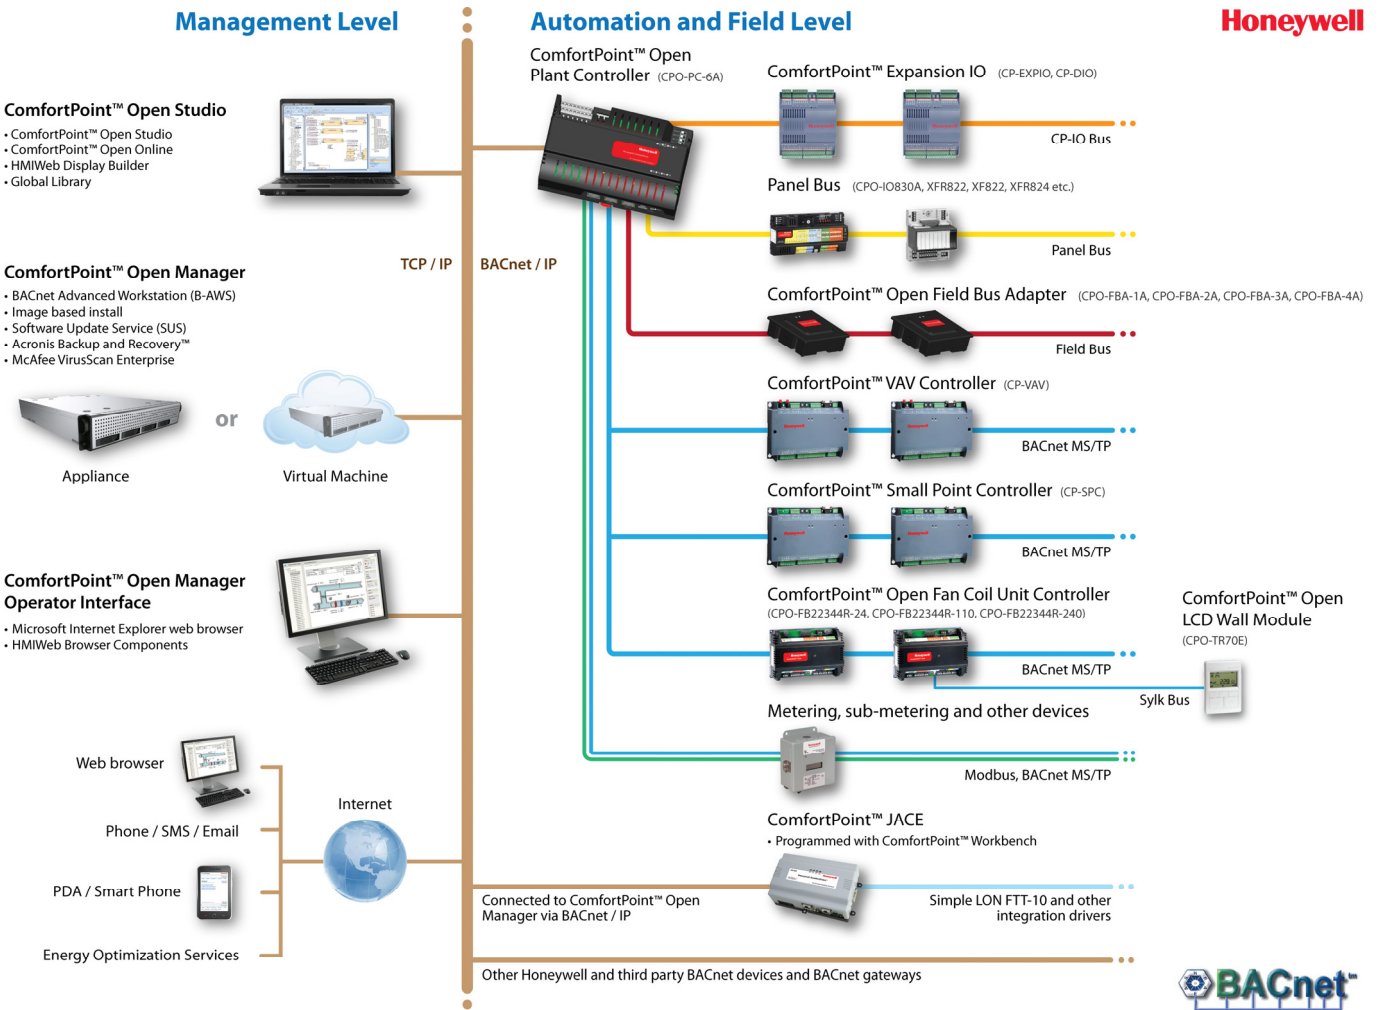 Management Level
Automation and Field Level
Honeywell
ComfortPoint™ Open Studio
• ComfortPoint™ Open Studio
• ComfortPoint™ Open Online
• HMIWeb Display Builder
• Global Library
ComfortPoint™ Open Manager
• BACnet Advanced Workstation (B-AWS)
• Image based install
• Software Update Service (SUS)
- Acronis Backup and Recovery™
• McAfee VirusScan Enterprise
or
Appliance
Virtual Machine
ComfortPoint™ Open Manager
Operator Interface
• Microsoft Internet Explorer web browser
• HMIWeb Browser Components
Web browser
Phone / SMS / Email
PDA / Smart Phone
Energy Optimization Services
Internet
TCP / IP
BACnet / IP
ComfortPoint™ Open
Plant Controller (CPO-PC-6A)
ComfortPoint™ Expansion IO (CP-EXPIO, CP-DIO)
CP-IO Bus
Panel Bus (CPO-IO830A, XFR822, XF822, XFR824 etc.)
Panel Bus
ComfortPoint™ Open Field Bus Adapter (CPO-FBA-1A, CPO-FBA-2A, CPO-FBA-3A, CPO-FBA-4A)
Field Bus
ComfortPoint™ VAV Controller (CP-VAV)
Honeywell
Honeywell
BACnet MS/TP
ComfortPoint™ Small Point Controller (CP-SPC)
Honeywell
Honeywell
BACnet MS/TP
ComfortPoint™ Open Fan Coil Unit Controller
(CPO-FB22344R-24, CPO-FB22344R-110, CPO-FB22344R-240)
BACnet MS/TP
ComfortPoint™ Open
LCD Wall Module
(CPO-TR70E)
Sylk Bus
Metering, sub-metering and other devices
Modbus, BACnet MS/TP
ComfortPoint™ JACE
• Programmed with ComfortPoint™ Workbench
Connected to ComfortPoint™ Open
Manager via BACnet / IP
Simple LON FTT-10 and other
integration drivers
Other Honeywell and third party BACnet devices and BACnet gateways
BACnet™